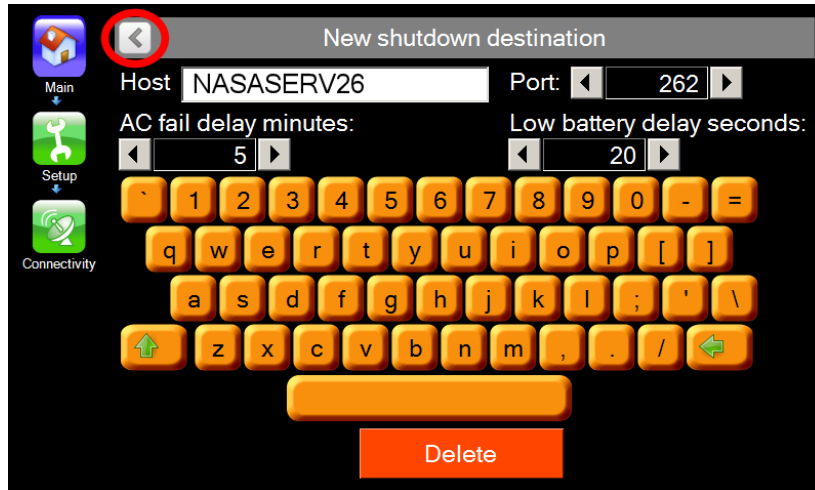 New shutdown destination
Main
Host NASASERV26 Port: 262
AC fail delay minutes: Low battery delay seconds:
5 20
Setup
Connectivity
` 1 2 3 4 5 6 7 8 9 0 - =
q w e r t y u i o p [ ]
a s d f g h j k l ; ' \
z x c v b n m , . /
Delete